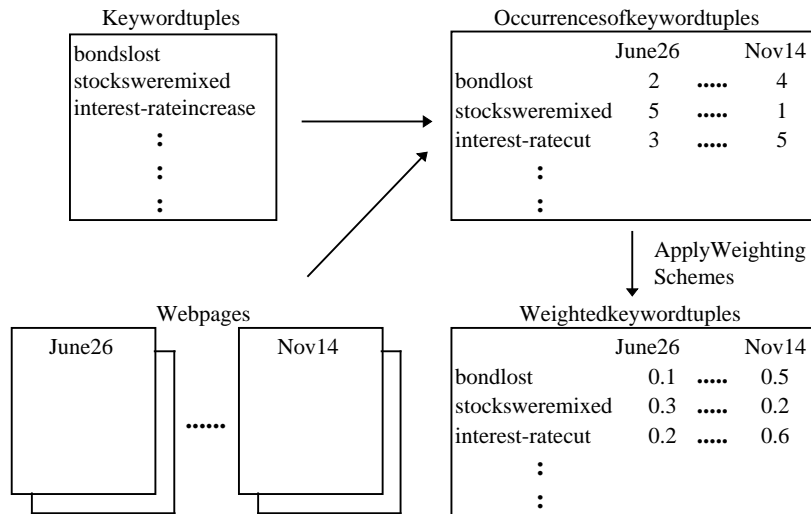 Keywordtuples
bondslost
stocksweremixed
interest-rateincrease
Occurrencesofkeywordtuples
June26 Nov14
bondlost 2 ..... 4
stocksweremixed 5 ..... 1
interest-ratecut 3 ..... 5
ApplyWeighting
Schemes
Webpages
June26
......
Nov14
Weightedkeywordtuples
June26 Nov14
bondlost 0.1 ..... 0.5
stocksweremixed 0.3 ..... 0.2
interest-ratecut 0.2 ..... 0.6